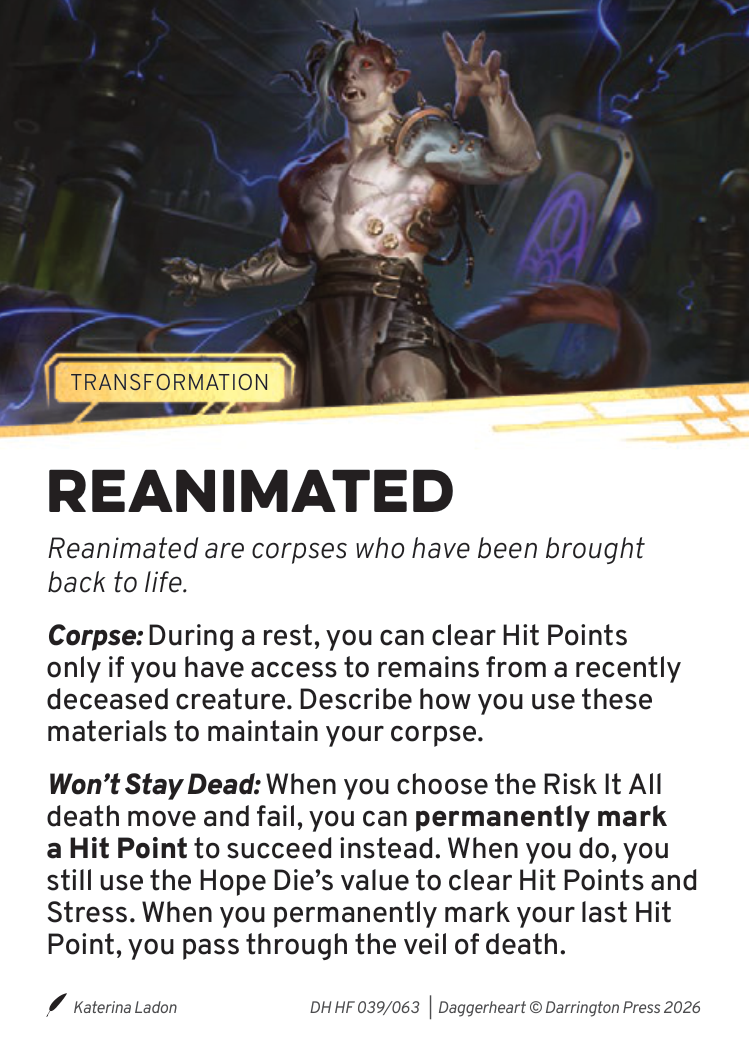 TRANSFORMATION
REANIMATED
Reanimated are corpses who have been brought
back to life.
Corpse: During a rest, you can clear Hit Points
only if you have access to remains from a recently
deceased creature. Describe how you use these
materials to maintain your corpse.
Won't Stay Dead: When you choose the Risk It All
death move and fail, you can permanently mark
a Hit Point to succeed instead. When you do, you
still use the Hope Die's value to clear Hit Points and
Stress. When you permanently mark your last Hit
Point, you pass through the veil of death.
Katerina Ladon DH HF 039/063 | Daggerheart © Darrington Press 2026